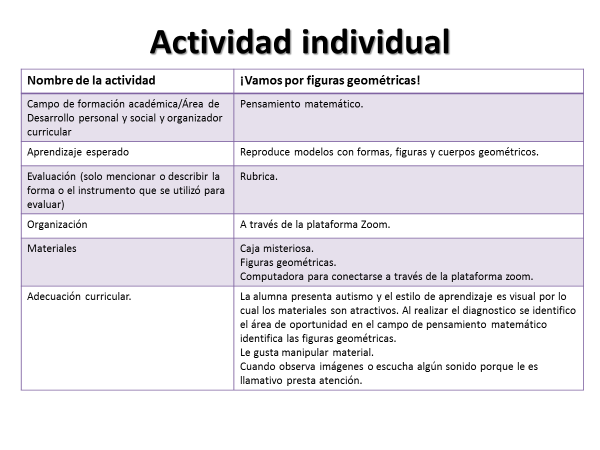 Actividad individual
Nombre de la actividad
¡Vamos por figuras geométricas!
Campo de formación académica/Área de
Desarrollo personal y social y organizador
curricular
Pensamiento matemático.
Aprendizaje esperado
Reproduce modelos con formas, figuras y cuerpos geométricos.
Evaluación (solo mencionar o describir la
forma o el instrumento que se utilizó para
evaluar)
Rubrica.
Organización
A través de la plataforma Zoom.
Materiales
Caja misteriosa.
Figuras geométricas.
Computadora para conectarse a través de la plataforma zoom.
Adecuación curricular.
La alumna presenta autismo y el estilo de aprendizaje es visual por lo
cual los materiales son atractivos. Al realizar el diagnostico se identifico
el área de oportunidad en el campo de pensamiento matemático
identifica las figuras geométricas.
Le gusta manipular material.
Cuando observa imágenes o escucha algún sonido porque le es
llamativo presta atención.